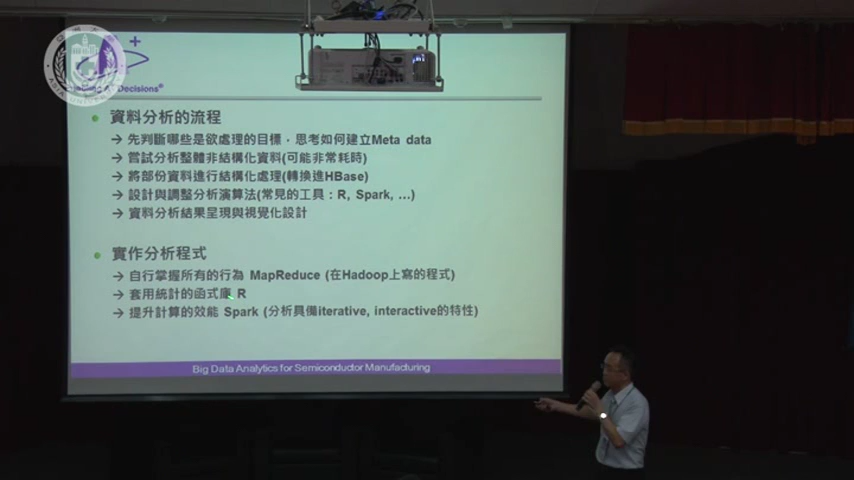 Decisions®
資料分析的流程
→ 先判斷哪些是欲處理的目標，思考如何建立Meta data
→ 嘗試分析整體非結構化資料(可能非常耗時)
→ 將部份資料進行結構化處理(轉換進HBase)
→ 設計與調整分析演算法(常見的工具：R, Spark, …)
→ 資料分析結果呈現與視覺化設計
實作分析程式
→ 自行掌握所有的行為 MapReduce (在Hadoop上寫的程式)
→ 套用統計的函式庫 R
→ 提升計算的效能 Spark (分析具備iterative, interactive的特性)
Big Data Analytics for Semiconductor Manufacturing